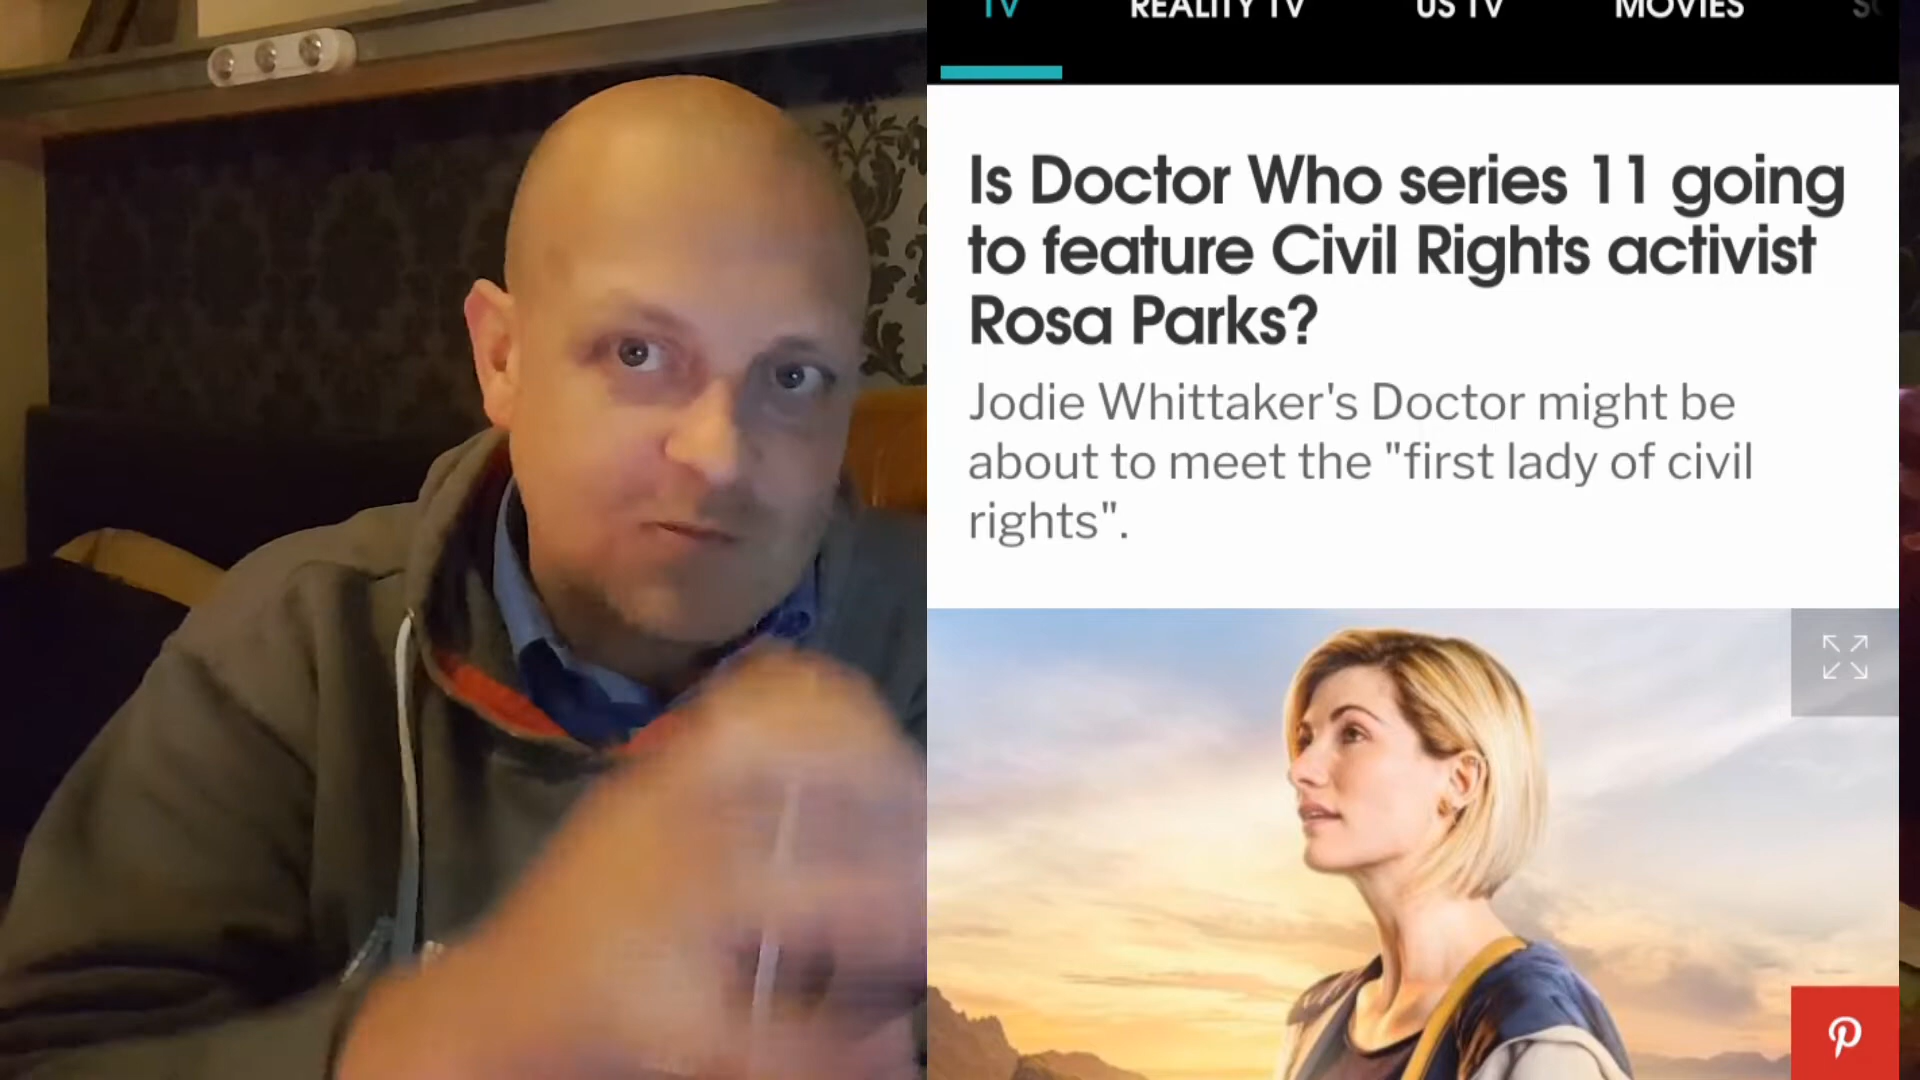 TV REALITY TV US TV MOVIES
Is Doctor Who series 11 going
to feature Civil Rights activist
Rosa Parks?
Jodie Whittaker's Doctor might be
about to meet the "first lady of civil
rights".